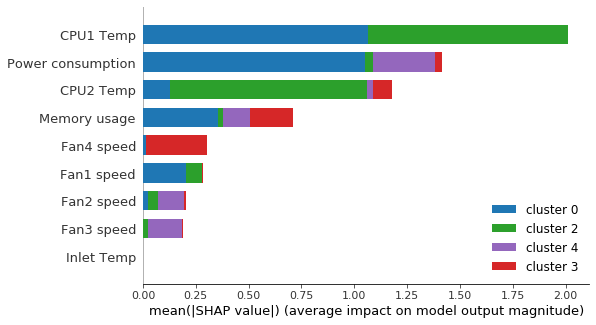 CPU1 Temp
Power consumption
CPU2 Temp
Memory usage
Fan4 speed
Fan1 speed
Fan2 speed
Fan3 speed
Inlet Temp
cluster 0
cluster 2
cluster 4
cluster 3
0.00 0.25 0.50 0.75 1.00 1.25 1.50 1.75 2.00
mean(|SHAP value|) (average impact on model output magnitude)